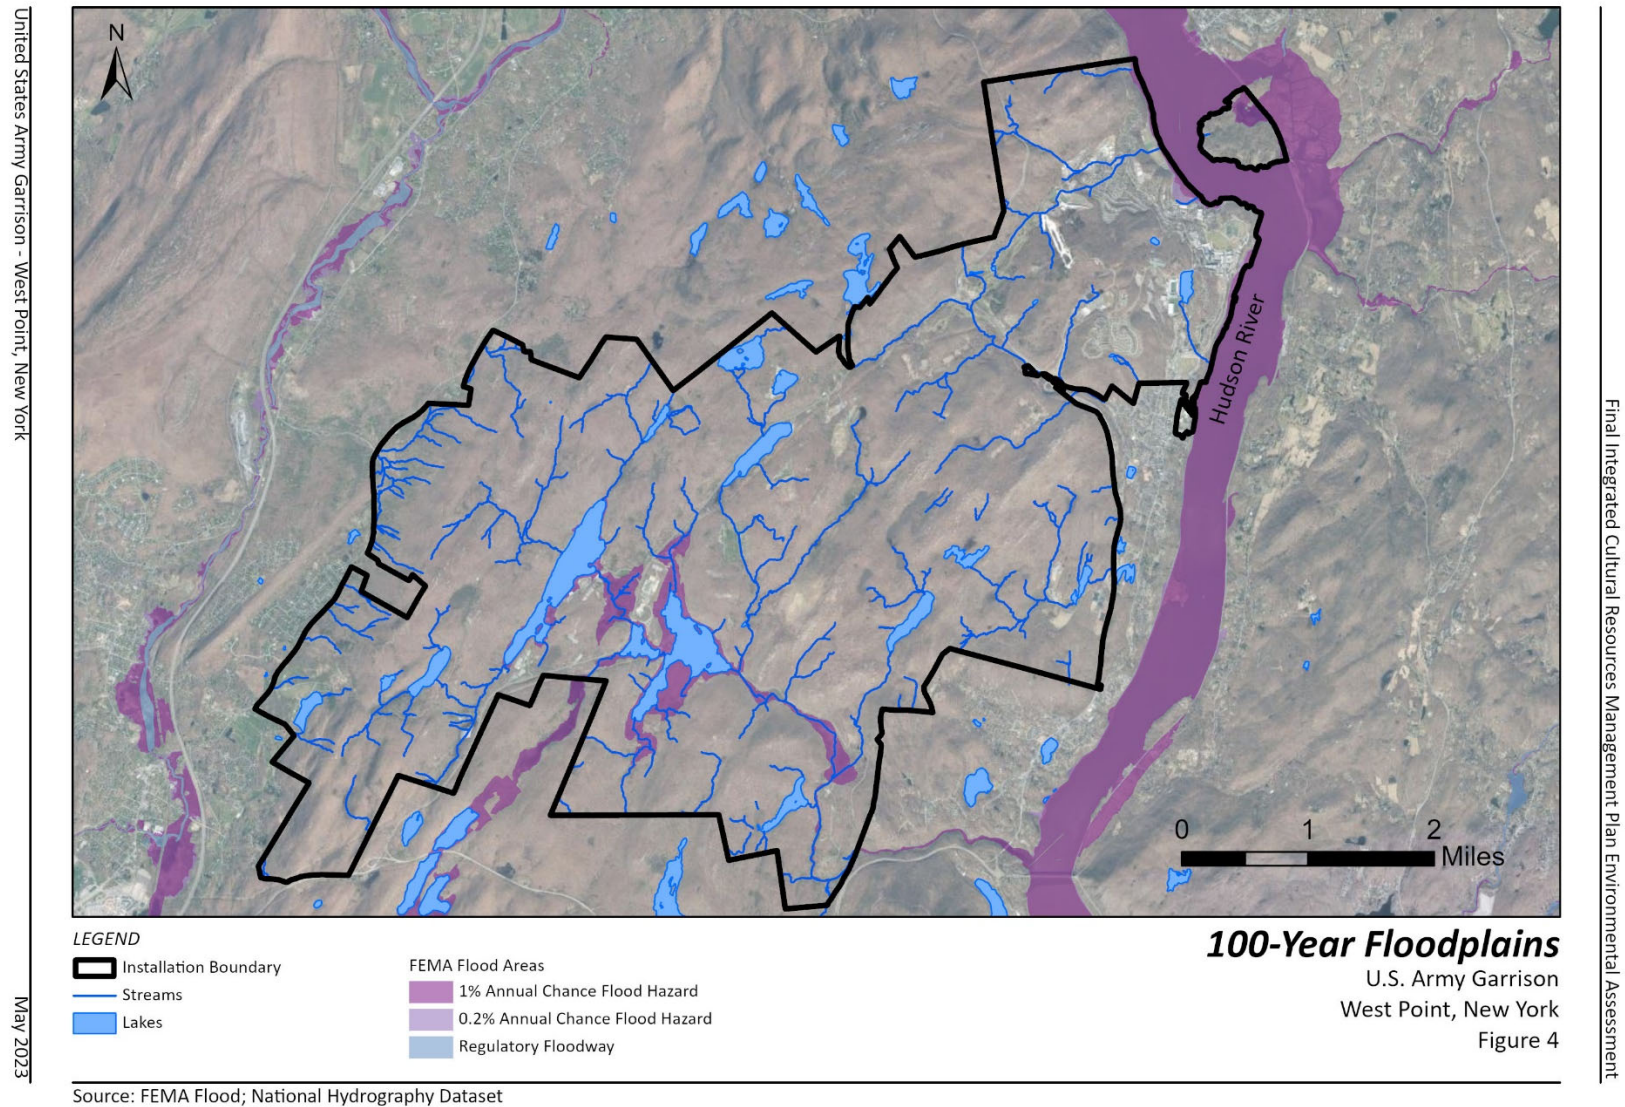 United States Army Garrison - West Point, New York
May 2023
N
Hudson River
0 1 2
Miles
LEGEND
Installation Boundary
Streams
Lakes
FEMA Flood Areas
1% Annual Chance Flood Hazard
0.2% Annual Chance Flood Hazard
Regulatory Floodway
100-Year Floodplains
U.S. Army Garrison
West Point, New York
Figure 4
Source: FEMA Flood; National Hydrography Dataset
Final Integrated Cultural Resources Management Plan Environmental Assessment